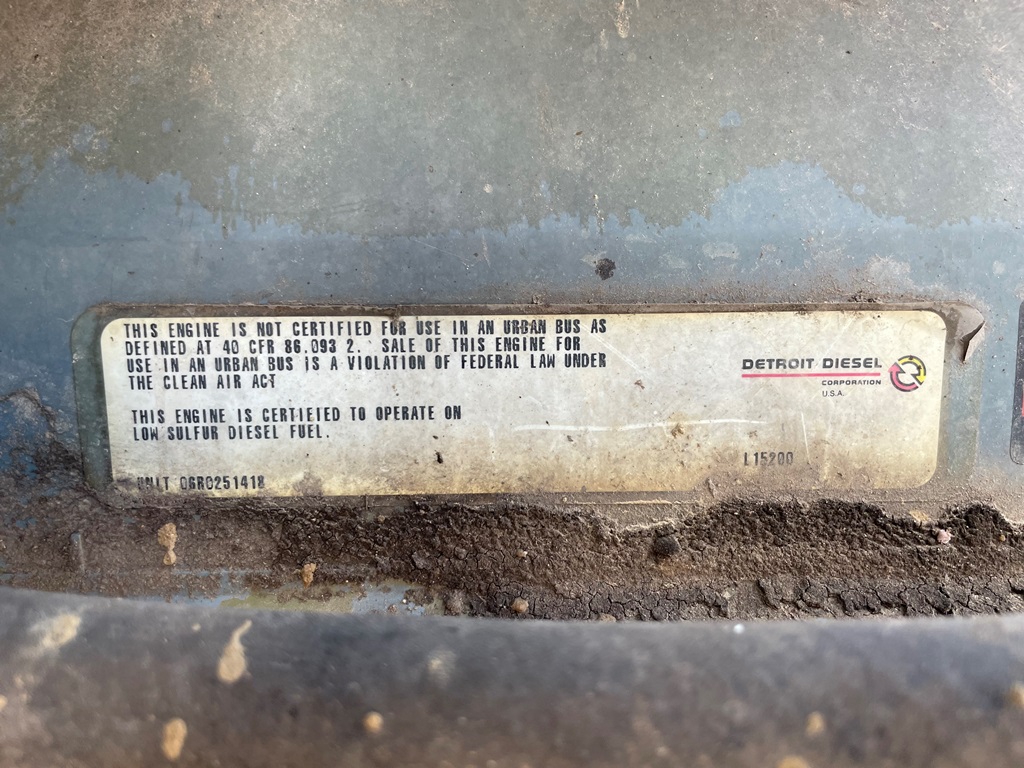 THIS ENGINE IS NOT CERTIFIED FOR USE IN AN URBAN BUS AS
DEFINED AT 40 CFR 86.093 2. SALE OF THIS ENGINE FOR
USE IN AN URBAN BUS IS A VIOLATION OF FEDERAL LAW UNDER
THE CLEAN AIR ACT
THIS ENGINE IS CERTIFIED TO OPERATE ON
LOW SULFUR DIESEL FUEL.
UNIT 06R0251418
DETROIT DIESEL
CORPORATION
U.S.A.
L15200